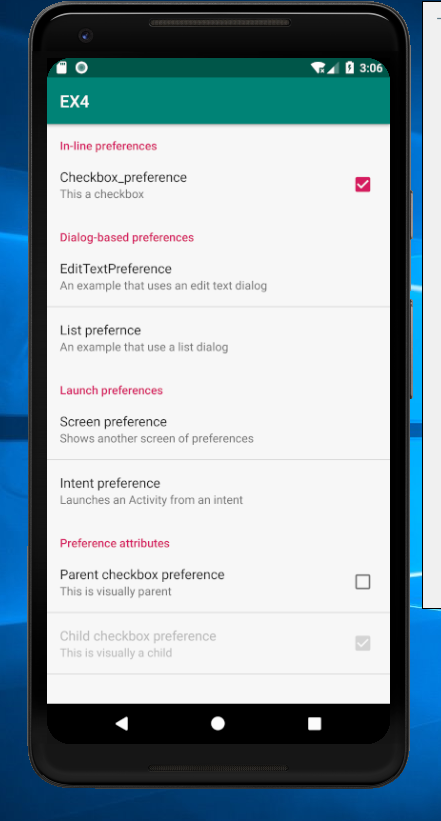 3:06
EX4
In-line preferences
Checkbox_preference
This a checkbox
Dialog-based preferences
EditTextPreference
An example that uses an edit text dialog
List prefernce
An example that use a list dialog
Launch preferences
Screen preference
Shows another screen of preferences
Intent preference
Launches an Activity from an intent
Preference attributes
Parent checkbox preference
This is visually parent
Child checkbox preference
This is visually a child